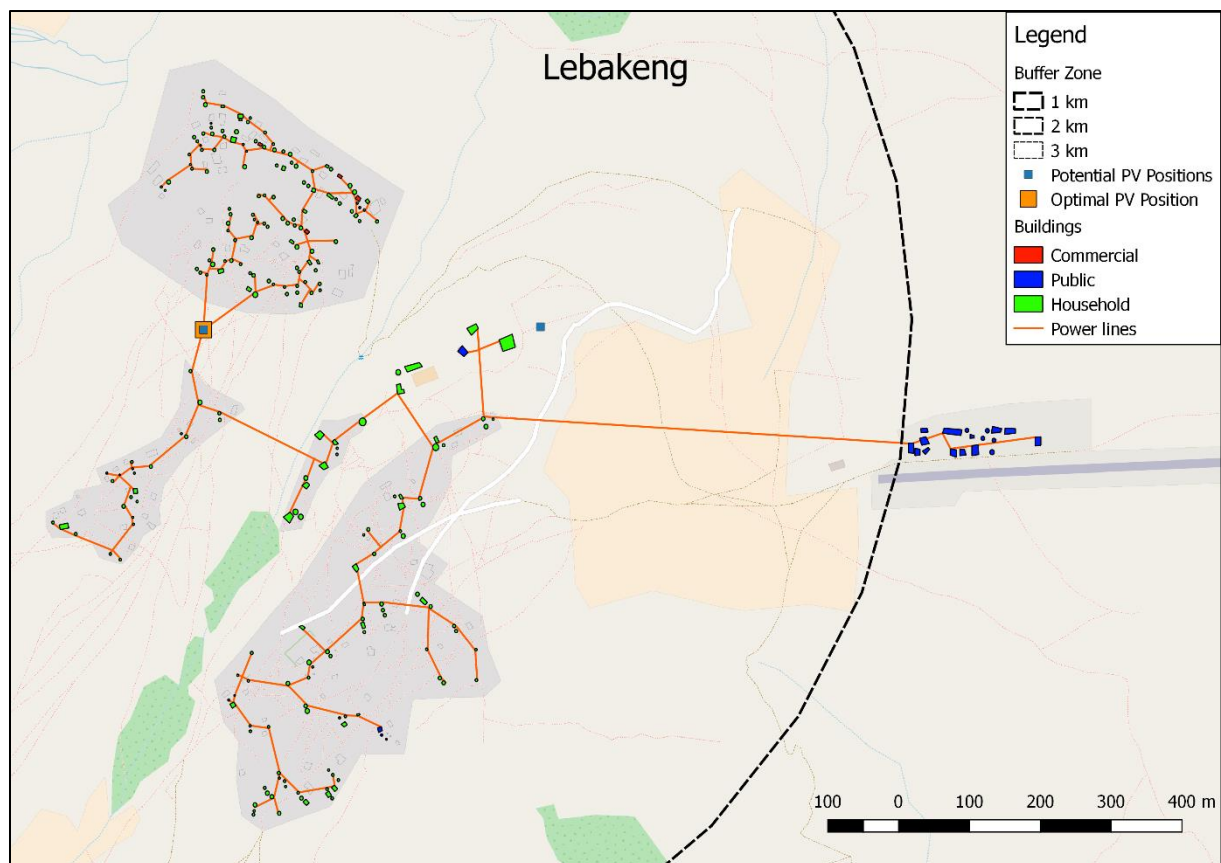 Lebakeng
Legend
Buffer Zone
1 km
2 km
3 km
Potential PV Positions
Optimal PV Position
Buildings
Commercial
Public
Household
Power lines
100 0 100 200 300 400 m